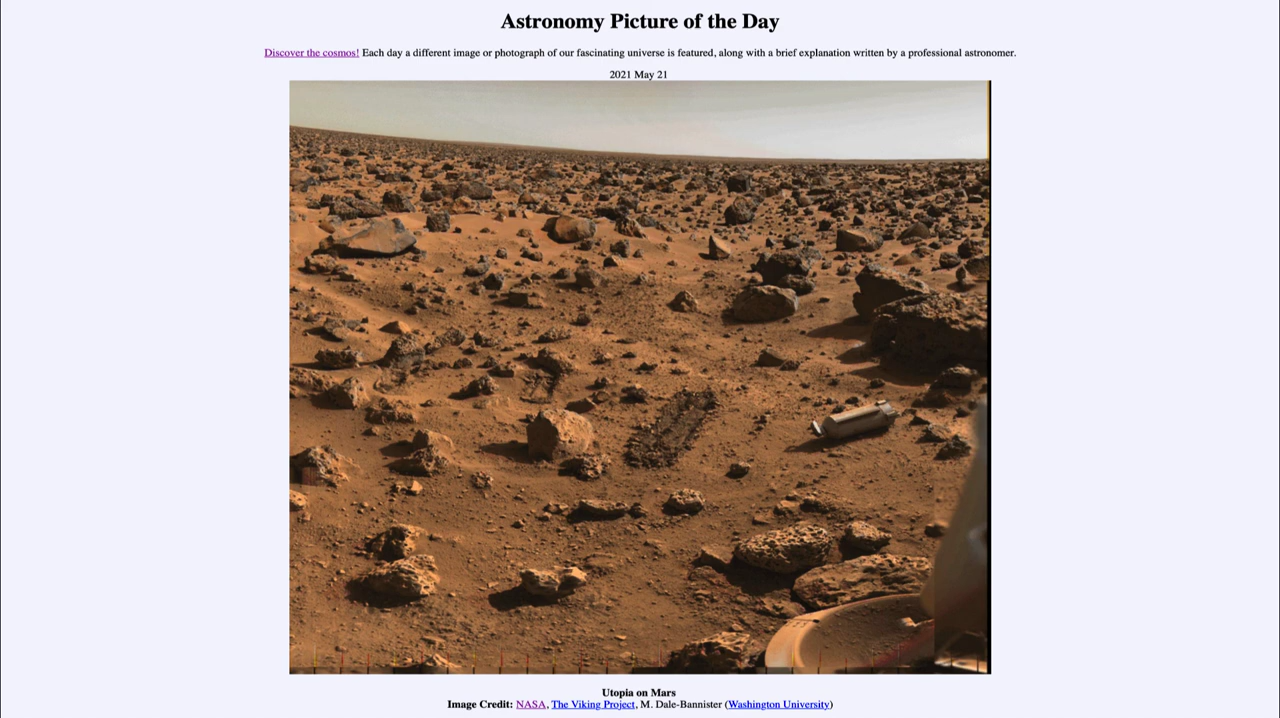 Astronomy Picture of the Day
Discover the cosmos! Each day a different image or photograph of our fascinating universe is featured, along with a brief explanation written by a professional astronomer.
2021 May 21
Utopia on Mars
Image Credit: NASA, The Viking Project, M. Dale-Bannister (Washington University)